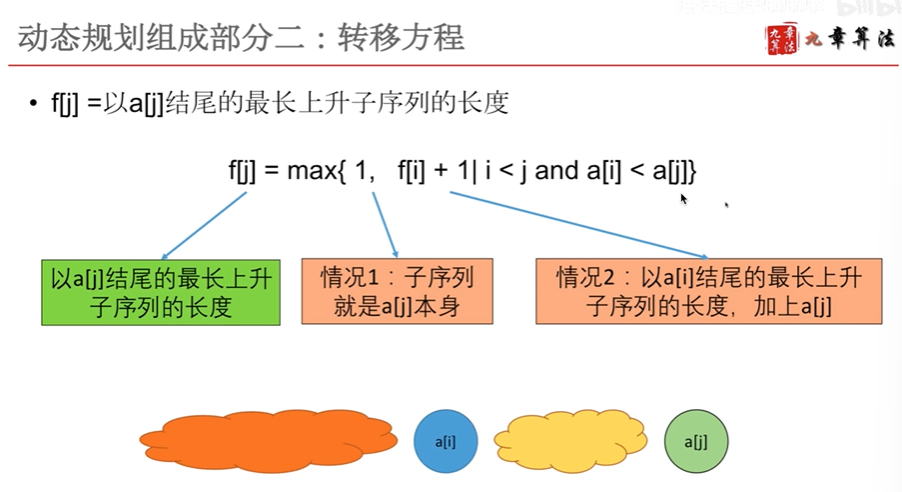 动态规划组成部分二：转移方程
九章算法 九章算法
• f[j] =以a[j]结尾的最长上升子序列的长度
f[j] = max{ 1, f[i] + 1| i < j and a[i] < a[j]}
以a[j]结尾的最长上升
子序列的长度
情况1：子序列
就是a[j]本身
情况2：以a[i]结尾的最长上升
子序列的长度，加上a[j]
a[i]
a[j]